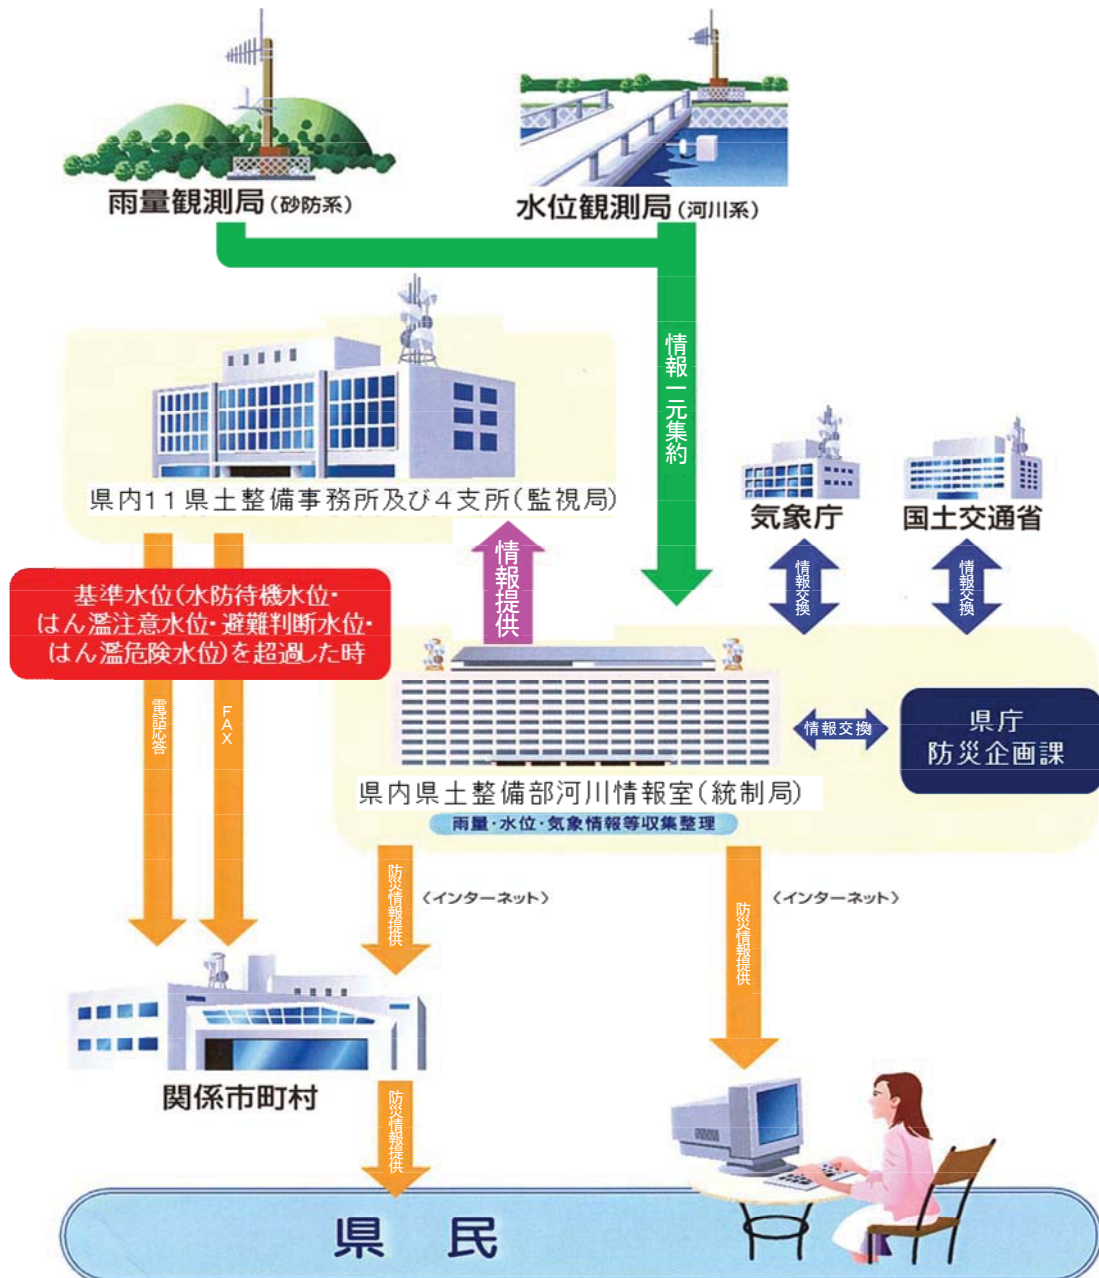 雨量観測局(砂防系)
水位観測局(河川系)
情報一元集約
県内11県土整備事務所及び4支所(監視局)
気象庁
国土交通省
情報提供
情報交換
情報交換
基準水位(水防待機水位・
はん濫注意水位・避難判断水位・
はん濫危険水位)を超過した時
電話応答
FAX
情報交換
県庁
防災企画課
県内県土整備部河川情報室(統制局)
雨量・水位・気象情報等収集整理
防災情報提供
〈インターネット〉
防災情報提供
〈インターネット〉
関係市町村
防災情報提供
県 民